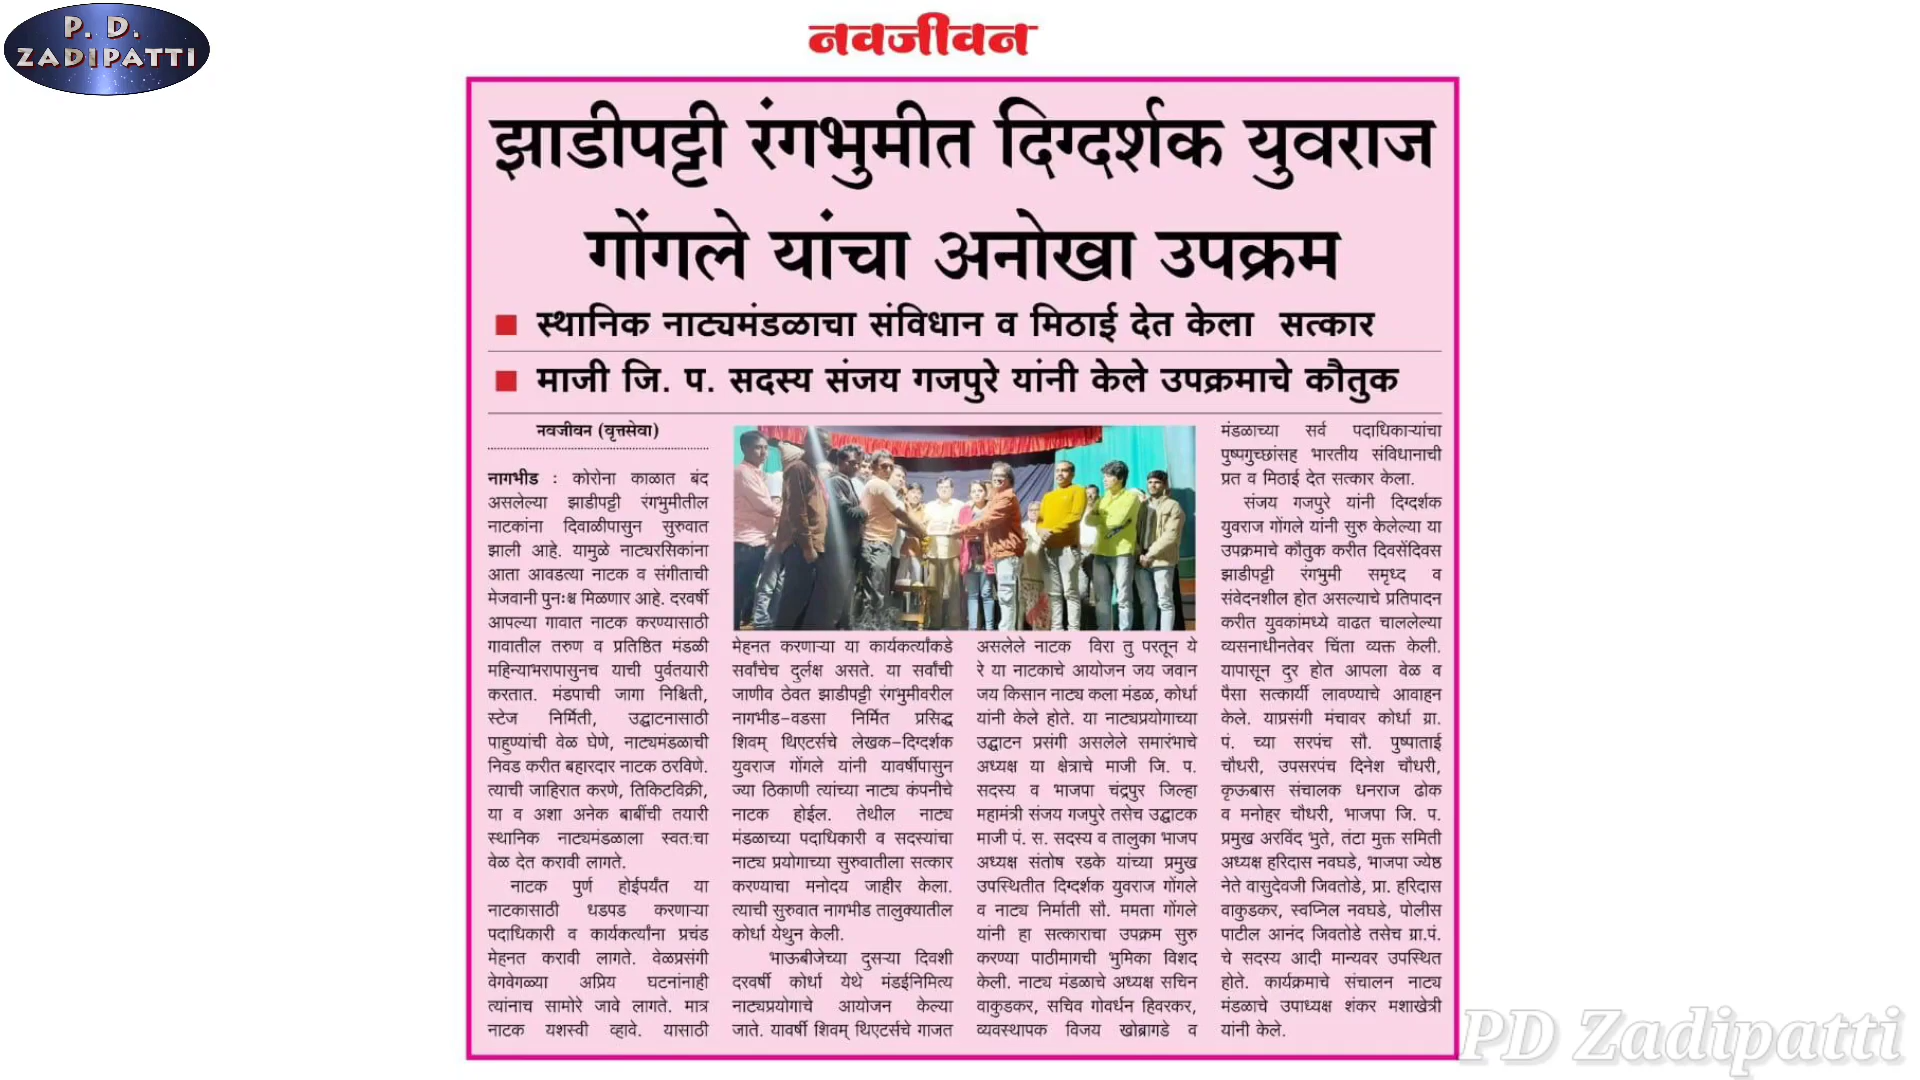 P. D.
ZADIPATTI
नवजीवन
झाडीपट्टी रंगभुमीत दिग्दर्शक युवराज
गोंगले यांचा अनोखा उपक्रम
स्थानिक नाट्यमंडळाचा संविधान व मिठाई देत केला सत्कार
माजी जि. प. सदस्य संजय गजपुरे यांनी केले उपक्रमाचे कौतुक
नवजीवन (वृत्तसेवा)
नागभीड : कोरोना काळात बंद
असलेल्या झाडीपट्टी रंगभुमीतील
नाटकांना दिवाळीपासुन सुरुवात
झाली आहे. यामुळे नाट्यरसिकांना
आता आवडत्या नाटक व संगीताची
मेजवानी पुनःश्च मिळणार आहे. दरवर्षी
आपल्या गावात नाटक करण्यासाठी
गावातील तरुण व प्रतिष्ठित मंडळी
महिन्याभरापासुनच याची पुर्वतयारी
करतात. मंडपाची जागा निश्चिती,
स्टेज निर्मिती, उद्घाटनासाठी
पाहुण्यांची वेळ घेणे, नाट्यमंडळाची
निवड करीत बहारदार नाटक ठरविणे.
त्याची जाहिरात करणे, तिकिटविक्री,
या व अशा अनेक बाबींची तयारी
स्थानिक नाट्यमंडळाला स्वत:चा
वेळ देत करावी लागते.
नाटक पुर्ण होईपर्यंत या
नाटकासाठी धडपड करणाऱ्या
पदाधिकारी व कार्यकर्त्यांना प्रचंड
मेहनत करावी लागते. वेळप्रसंगी
वेगवेगळ्या अप्रिय घटनांनाही
त्यांनाच सामोरे जावे लागते. मात्र
नाटक यशस्वी व्हावे. यासाठी
मेहनत करणाऱ्या या कार्यकर्त्यांकडे
सर्वांचेच दुर्लक्ष असते. या सर्वांची
जाणीव ठेवत झाडीपट्टी रंगभुमीवरील
नागभीड-वडसा निर्मित प्रसिद्ध
शिवम् थिएटर्सचे लेखक-दिग्दर्शक
युवराज गोंगले यांनी यावर्षीपासुन
ज्या ठिकाणी त्यांच्या नाट्य कंपनीचे
नाटक होईल. तेथील नाट्य
मंडळाच्या पदाधिकारी व सदस्यांचा
नाट्य प्रयोगाच्या सुरुवातीला सत्कार
करण्याचा मनोदय जाहीर केला.
त्याची सुरुवात नागभीड तालुक्यातील
कोर्धा येथुन केली.
भाऊबीजेच्या दुसऱ्या दिवशी
दरवर्षी कोर्धा येथे मंडईनिमित्य
नाट्यप्रयोगाचे आयोजन केल्या
जाते. यावर्षी शिवम् थिएटर्सचे गाजत
असलेले नाटक विरा तु परतून ये
रे या नाटकाचे आयोजन जय जवान
जय किसान नाट्य कला मंडळ, कोर्धा
यांनी केले होते. या नाट्यप्रयोगाच्या
उद्घाटन प्रसंगी असलेले समारंभाचे
अध्यक्ष या क्षेत्राचे माजी जि. प.
सदस्य व भाजपा चंद्रपुर जिल्हा
महामंत्री संजय गजपुरे तसेच उद्घाटक
माजी पं. स. सदस्य व तालुका भाजप
अध्यक्ष संतोष रडके यांच्या प्रमुख
उपस्थितीत दिग्दर्शक युवराज गोंगले
व नाट्य निर्माती सौ. ममता गोंगले
यांनी हा सत्काराचा उपक्रम सुरु
करण्या पाठीमागची भुमिका विशद
केली. नाट्य मंडळाचे अध्यक्ष सचिन
वाकुडकर, सचिव गोवर्धन हिवरकर,
व्यवस्थापक विजय खोब्रागडे व
मंडळाच्या सर्व पदाधिकाऱ्यांचा
पुष्पगुच्छांसह भारतीय संविधानाची
प्रत व मिठाई देत सत्कार केला.
संजय गजपुरे यांनी दिग्दर्शक
युवराज गोंगले यांनी सुरु केलेल्या या
उपक्रमाचे कौतुक करीत दिवसेंदिवस
झाडीपट्टी रंगभुमी समृध्द व
संवेदनशील होत असल्याचे प्रतिपादन
करीत युवकांमध्ये वाढत चाललेल्या
व्यसनाधीनतेवर चिंता व्यक्त केली.
यापासून दुर होत आपला वेळ व
पैसा सत्कार्यी लावण्याचे आवाहन
केले. याप्रसंगी मंचावर कोर्धा ग्रा.
पं. च्या सरपंच सौ. पुष्पाताई
चौधरी, उपसरपंच दिनेश चौधरी,
कृऊबास संचालक धनराज ढोक
व मनोहर चौधरी, भाजपा जि. प.
प्रमुख अरविंद भुते, तंटा मुक्त समिती
अध्यक्ष हरिदास नवघडे, भाजपा ज्येष्ठ
नेते वासुदेवजी जिवतोडे, प्रा. हरिदास
वाकुडकर, स्वप्निल नवघडे, पोलीस
पाटील आनंद जिवतोडे तसेच ग्रा.पं.
चे सदस्य आदी मान्यवर उपस्थित
होते. कार्यक्रमाचे संचालन नाट्य
मंडळाचे उपाध्यक्ष शंकर मशाखेत्री
यांनी केले.
PD Zadipatti